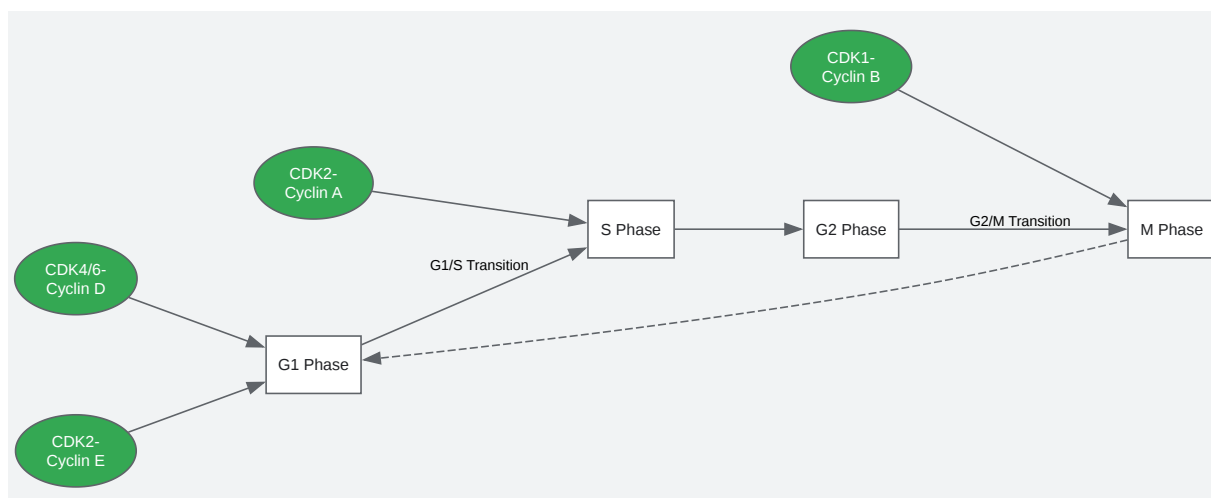 CDK1-
Cyclin B
CDK2-
Cyclin A
S Phase
G2 Phase
G2/M Transition
M Phase
G1/S Transition
CDK4/6-
Cyclin D
G1 Phase
CDK2-
Cyclin E